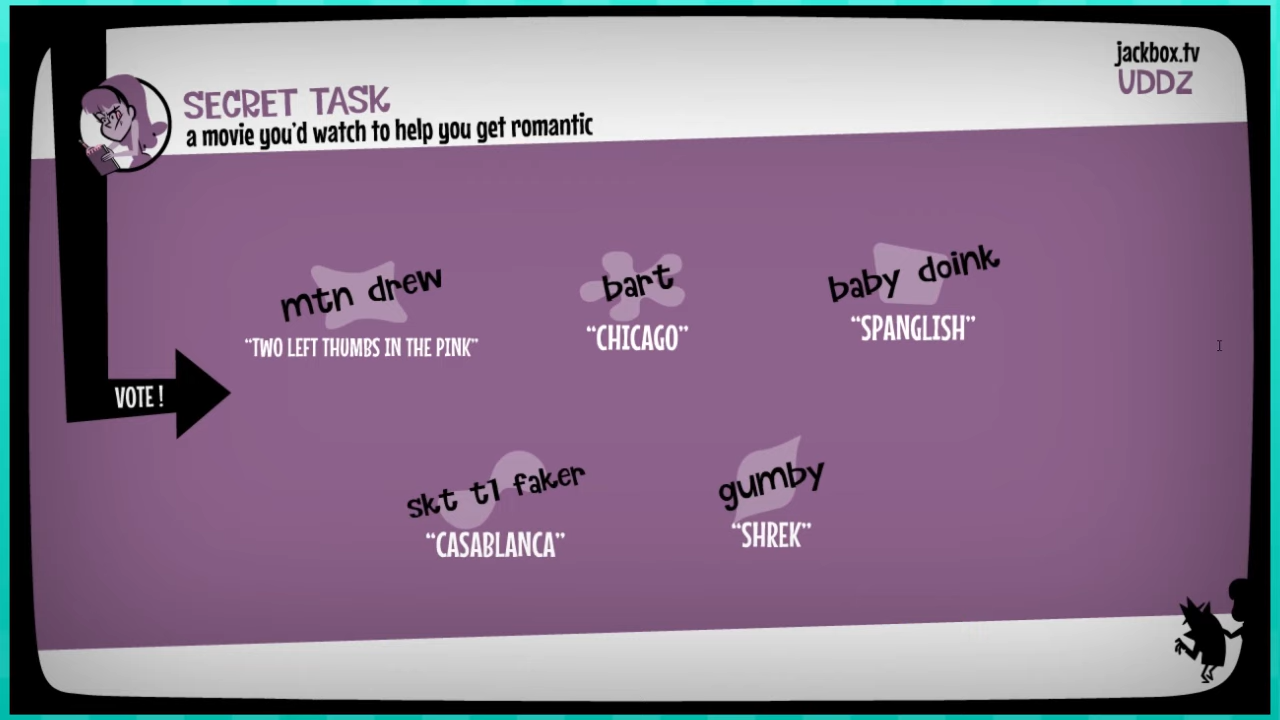 jackbox.tv
UDDZ
SECRET TASK
a movie you'd watch to help you get romantic
mtn drew
"TWO LEFT THUMBS IN THE PINK"
bart
"CHICAGO"
baby doink
"SPANGLISH"
VOTE!
skt t1 faker
"CASABLANCA"
gumby
"SHREK"